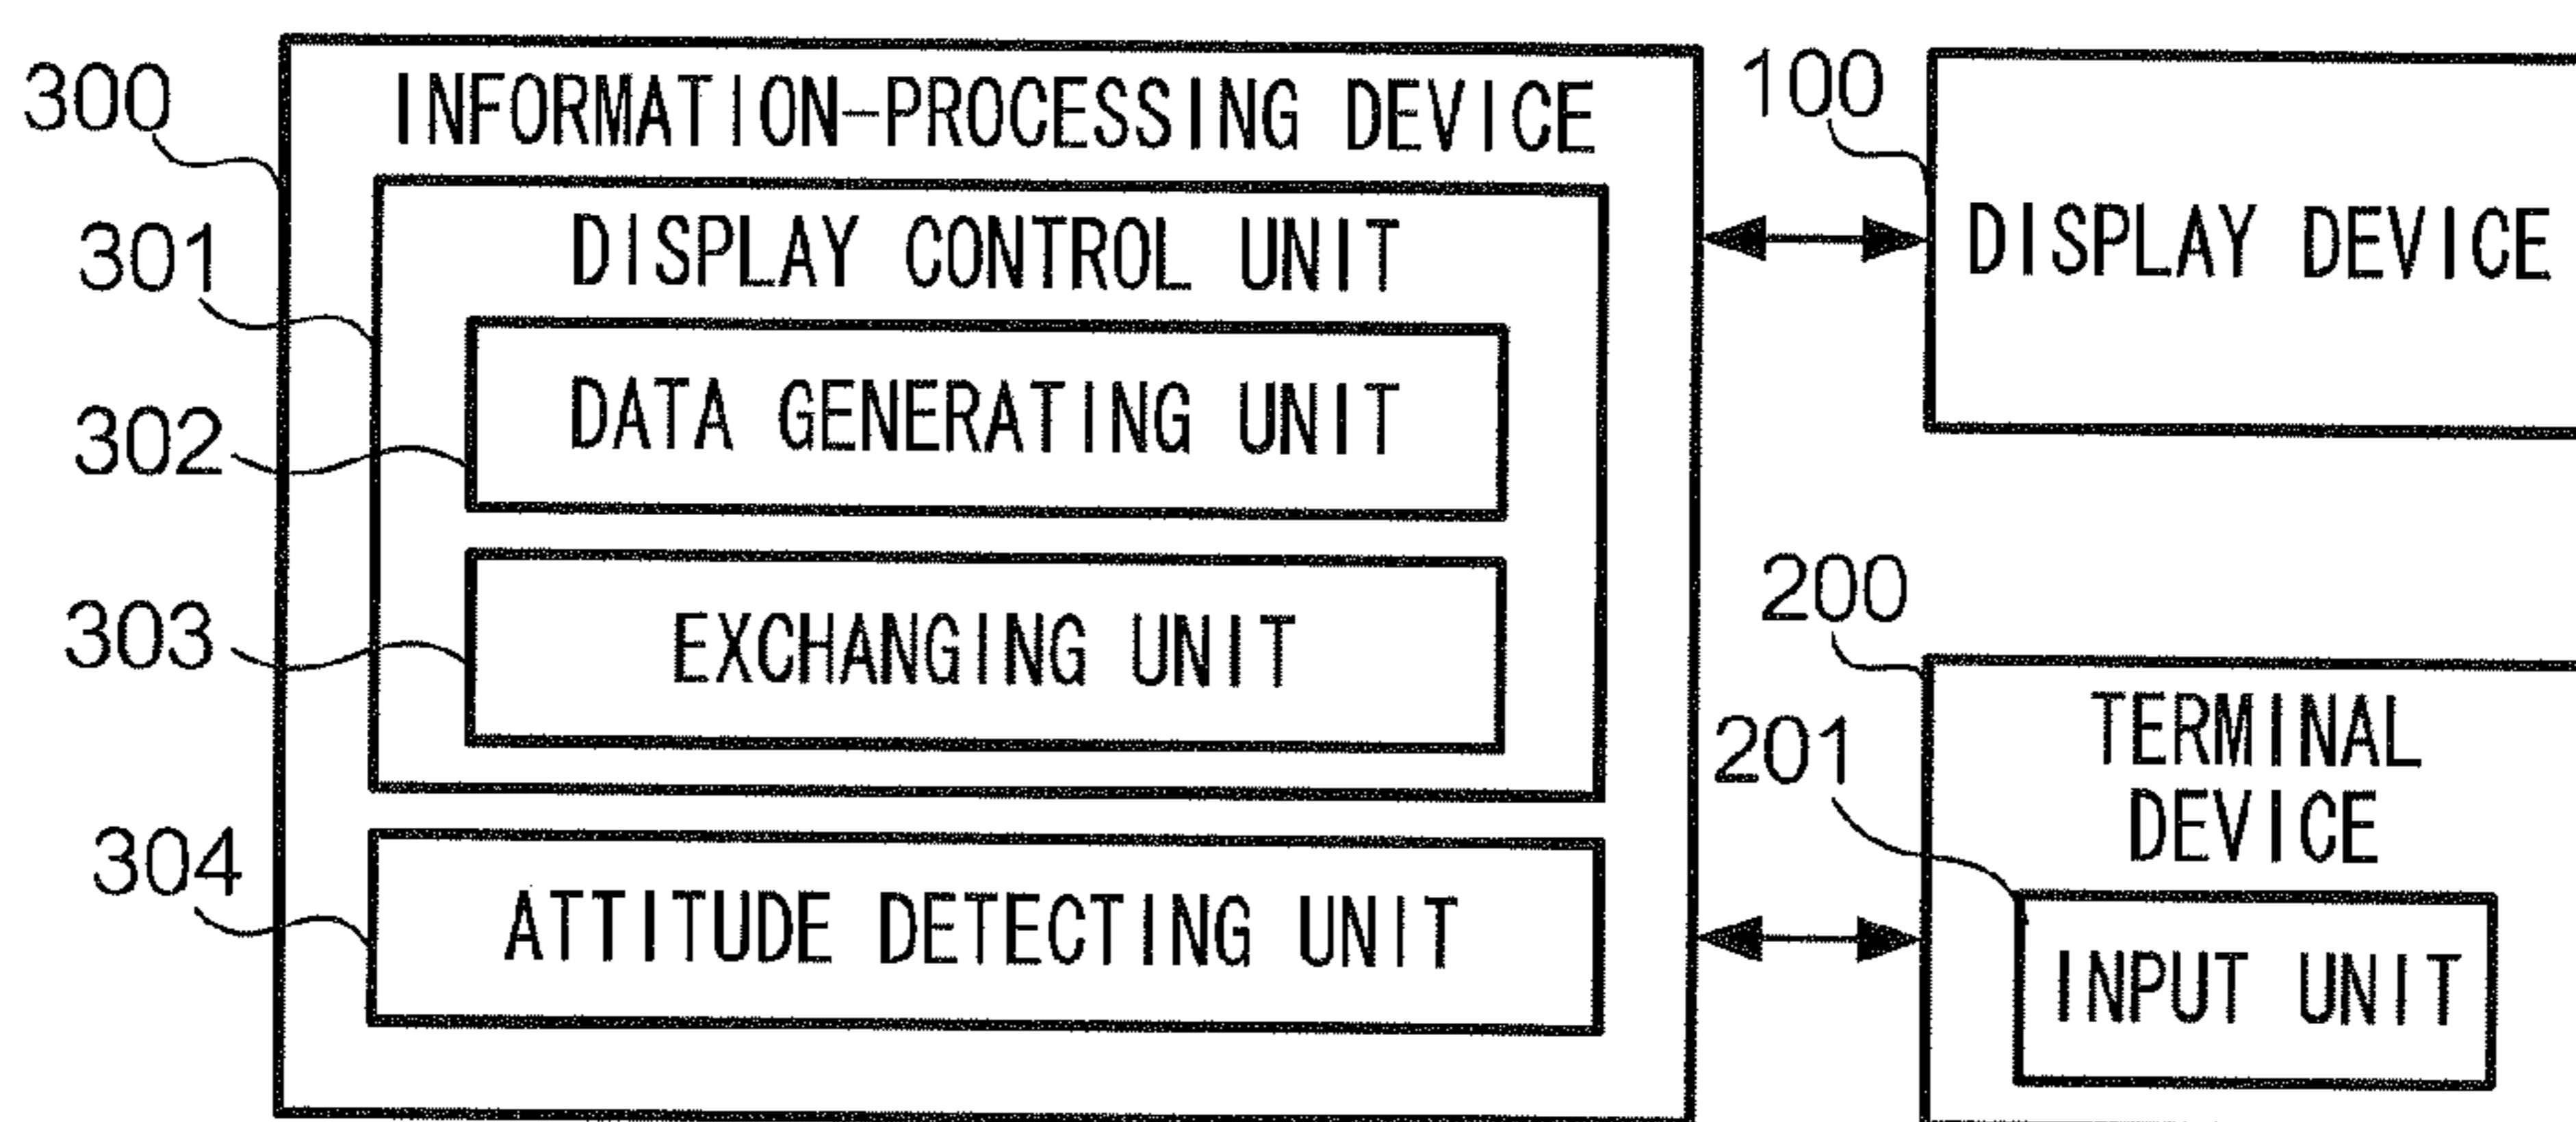 300
INFORMATION-PROCESSING DEVICE
301
DISPLAY CONTROL UNIT
302
DATA GENERATING UNIT
303
EXCHANGING UNIT
304
ATTITUDE DETECTING UNIT
100
DISPLAY DEVICE
200
TERMINAL
DEVICE
201
INPUT UNIT